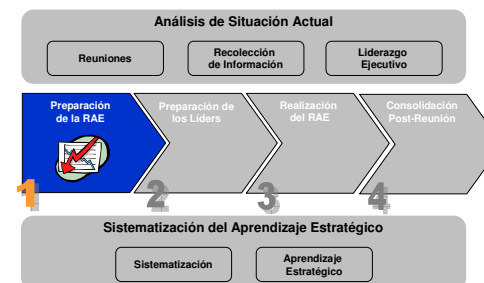 Análisis de Situación Actual
Reuniones
Recolección
de Información
Liderazgo
Ejecutivo
Preparación
de la RAE
Preparación de
los Líders
Realización
del RAE
Consolidación
Post-Reunión
1
2
3
4
Sistematización del Aprendizaje Estratégico
Sistematización
Aprendizaje
Estratégico